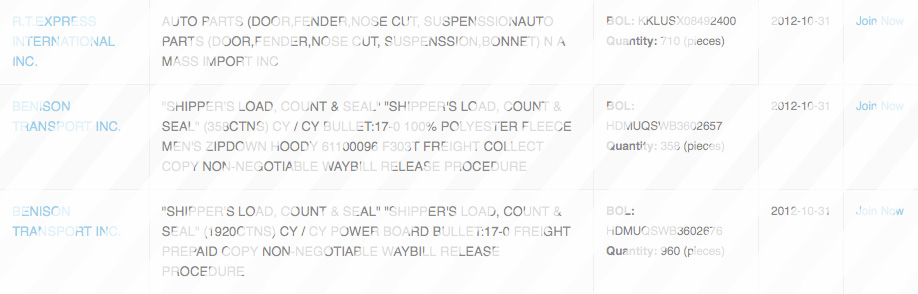 R.T.EXPRESS
INTERNATIONAL
INC.
AUTO PARTS (DOOR,FENDER,NOSE CUT, SUSPENSSIONAUTO
PARTS (DOOR,FENDER,NOSE CUT, SUSPENSSION,BONNET) N A
MASS IMPORT INC
BOL: KKLUSX08492400
Quantity: 710 (pieces)
2012-10-31
Join Now
BENISON
TRANSPORT INC.
"SHIPPER'S LOAD, COUNT & SEAL" "SHIPPER'S LOAD, COUNT &
SEAL" (358CTNS) CY / CY BULLET:17-0 100% POLYESTER FLEECE
MEN'S ZIPDOWN HOODY 61100096 F303T FREIGHT COLLECT
COPY NON-NEGOTIABLE WAYBILL RELEASE PROCEDURE
BOL:
HDMUQSWB3602657
Quantity: 358 (pieces)
2012-10-31
Join Now
BENISON
TRANSPORT INC.
"SHIPPER'S LOAD, COUNT & SEAL" "SHIPPER'S LOAD, COUNT &
SEAL" (1920CTNS) CY / CY POWER BOARD BULLET:17-0 FREIGHT
PREPAID COPY NON-NEGOTIABLE WAYBILL RELEASE
PROCEDURE
BOL:
HDMUQSWB3602676
Quantity: 960 (pieces)
2012-10-31
Join Now